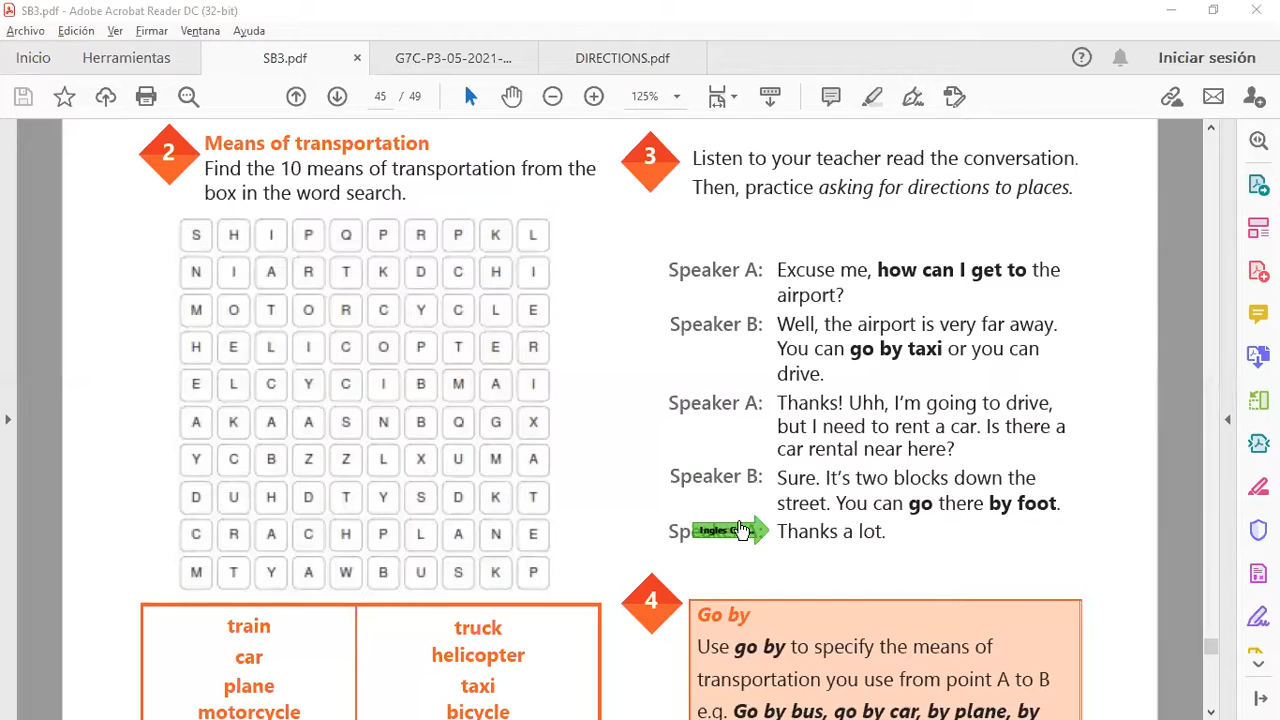 SB3.pdf - Adobe Acrobat Reader DC (32-bit)
Archivo Edición Ver Firmar Ventana Ayuda
Inicio Herramientas SB3.pdf × G7C-P3-05-2021-... DIRECTIONS.pdf Iniciar sesión
45 / 49 125%
2 Means of transportation
Find the 10 means of transportation from the
box in the word search.
S H I P Q P R P K L
N I A R T K D C H I
M O T O R C Y C L E
H E L I C O P T E R
E L C Y C I B M A I
A K A A S N B Q G X
Y C B Z Z L X U M A
D U H D T Y S D K T
C R A C H P L A N E
M T Y A W B U S K P
train truck
car helicopter
plane taxi
motorcycle bicycle
3 Listen to your teacher read the conversation.
Then, practice asking for directions to places.
Speaker A: Excuse me, how can I get to the
airport?
Speaker B: Well, the airport is very far away.
You can go by taxi or you can
drive.
Speaker A: Thanks! Uhh, I'm going to drive,
but I need to rent a car. Is there a
car rental near here?
Speaker B: Sure. It's two blocks down the
street. You can go there by foot.
Sp Ingles Thanks a lot.
4 Go by
Use go by to specify the means of
transportation you use from point A to B
e.g. Go by bus, go by car, by plane, by